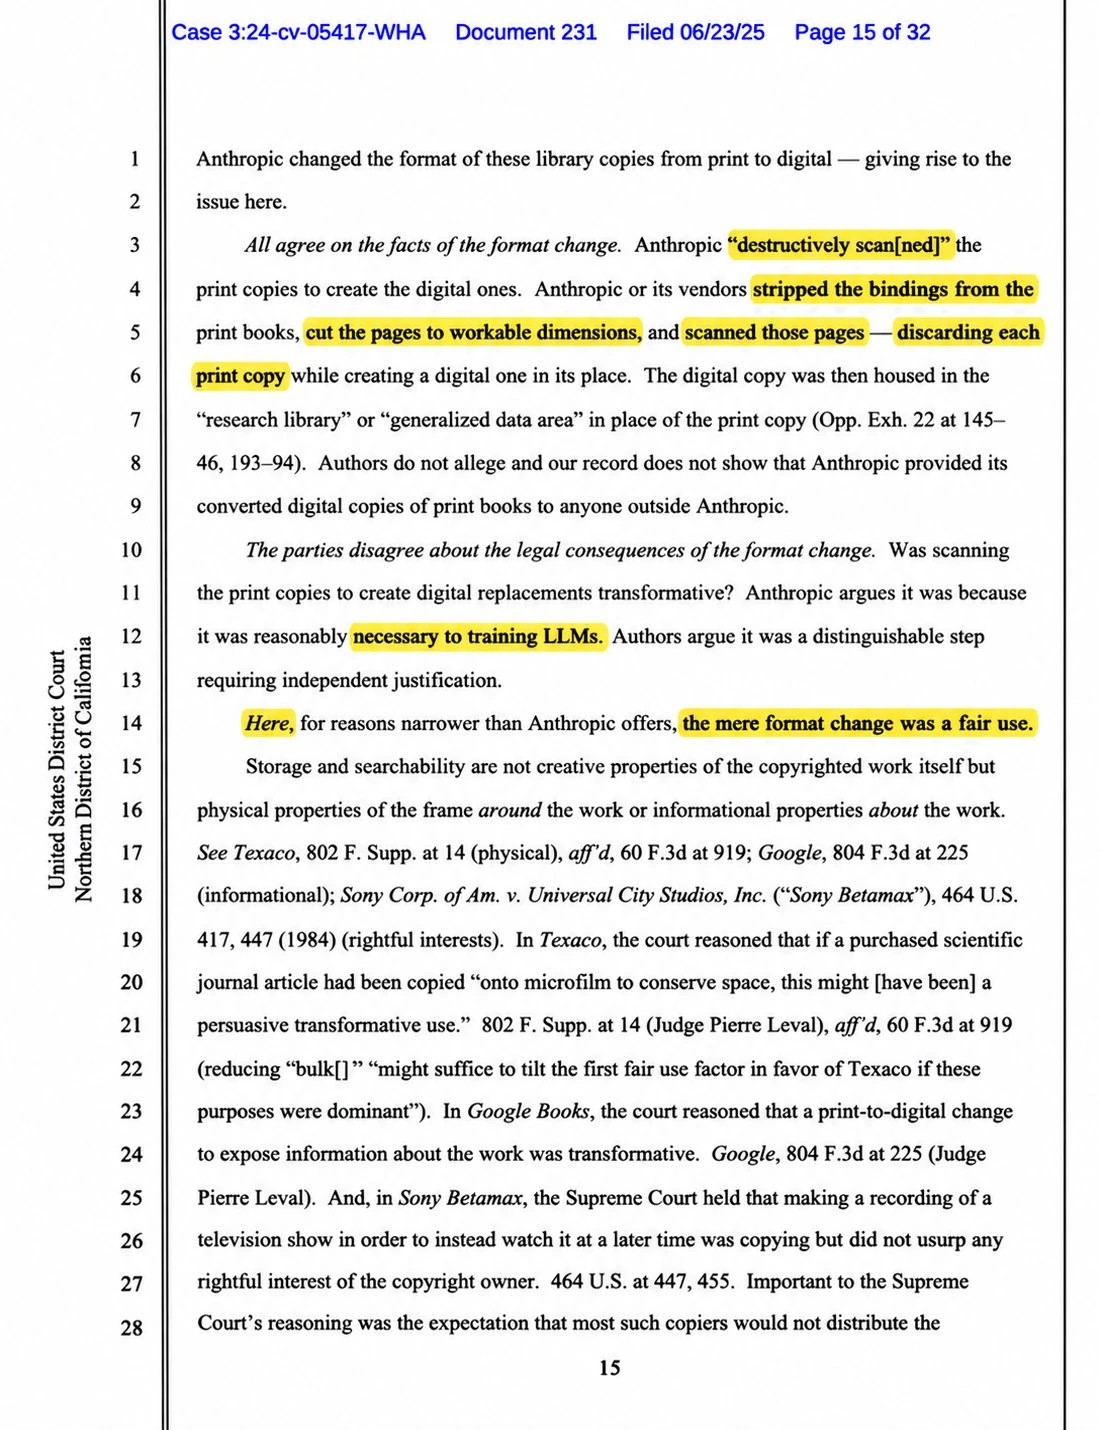 Case 3:24-cv-05417-WHA Document 231 Filed 06/23/25 Page 15 of 32
1 Anthropic changed the format of these library copies from print to digital — giving rise to the
2 issue here.
3 All agree on the facts of the format change. Anthropic “destructively scan[ned]” the
4 print copies to create the digital ones. Anthropic or its vendors stripped the bindings from the
5 print books, cut the pages to workable dimensions, and scanned those pages — discarding each
6 print copy while creating a digital one in its place. The digital copy was then housed in the
7 “research library” or “generalized data area” in place of the print copy (Opp. Exh. 22 at 145–
8 46, 193–94). Authors do not allege and our record does not show that Anthropic provided its
9 converted digital copies of print books to anyone outside Anthropic.
10 The parties disagree about the legal consequences of the format change. Was scanning
11 the print copies to create digital replacements transformative? Anthropic argues it was because
12 it was reasonably necessary to training LLMs. Authors argue it was a distinguishable step
13 requiring independent justification.
14 Here, for reasons narrower than Anthropic offers, the mere format change was a fair use.
15 Storage and searchability are not creative properties of the copyrighted work itself but
16 physical properties of the frame around the work or informational properties about the work.
17 See Texaco, 802 F. Supp. at 14 (physical), aff’d, 60 F.3d at 919; Google, 804 F.3d at 225
18 (informational); Sony Corp. of Am. v. Universal City Studios, Inc. (“Sony Betamax”), 464 U.S.
19 417, 447 (1984) (rightful interests). In Texaco, the court reasoned that if a purchased scientific
20 journal article had been copied “onto microfilm to conserve space, this might [have been] a
21 persuasive transformative use.” 802 F. Supp. at 14 (Judge Pierre Leval), aff’d, 60 F.3d at 919
22 (reducing “bulk[]” “might suffice to tilt the first fair use factor in favor of Texaco if these
23 purposes were dominant”). In Google Books, the court reasoned that a print-to-digital change
24 to expose information about the work was transformative. Google, 804 F.3d at 225 (Judge
25 Pierre Leval). And, in Sony Betamax, the Supreme Court held that making a recording of a
26 television show in order to instead watch it at a later time was copying but did not usurp any
27 rightful interest of the copyright owner. 464 U.S. at 447, 455. Important to the Supreme
28 Court’s reasoning was the expectation that most such copiers would not distribute the
15
United States District Court
Northern District of California